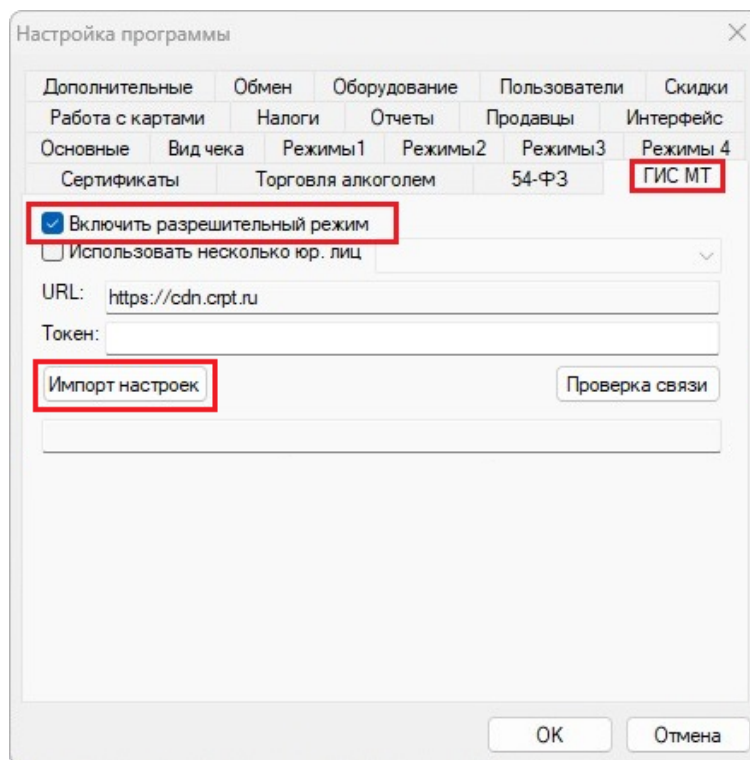 Настройка программы
Дополнительные Обмен Оборудование Пользователи Скидки
Работа с картами Налоги Отчеты Продавцы Интерфейс
Основные Вид чека Режимы1 Режимы2 Режимы3 Режимы 4
Сертификаты Торговля алкоголем 54-ФЗ ГИС МТ
Включить разрешительный режим
Использовать несколько юр. лиц
URL: https://cdn.crpt.ru
Токен:
Импорт настроек Проверка связи
OK Отмена